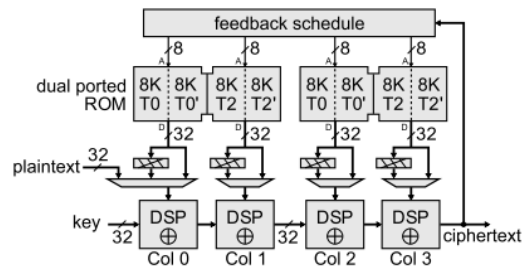 feedback schedule
8 8 8 8
A A A A
dual ported ROM
8K 8K 8K 8K 8K 8K 8K 8K
T0 T0' T2 T2' T0 T0' T2 T2'
D D D D
32 32 32 32
plaintext 32
key 32
DSP DSP 32 DSP DSP
Col 0 Col 1 Col 2 Col 3
ciphertext